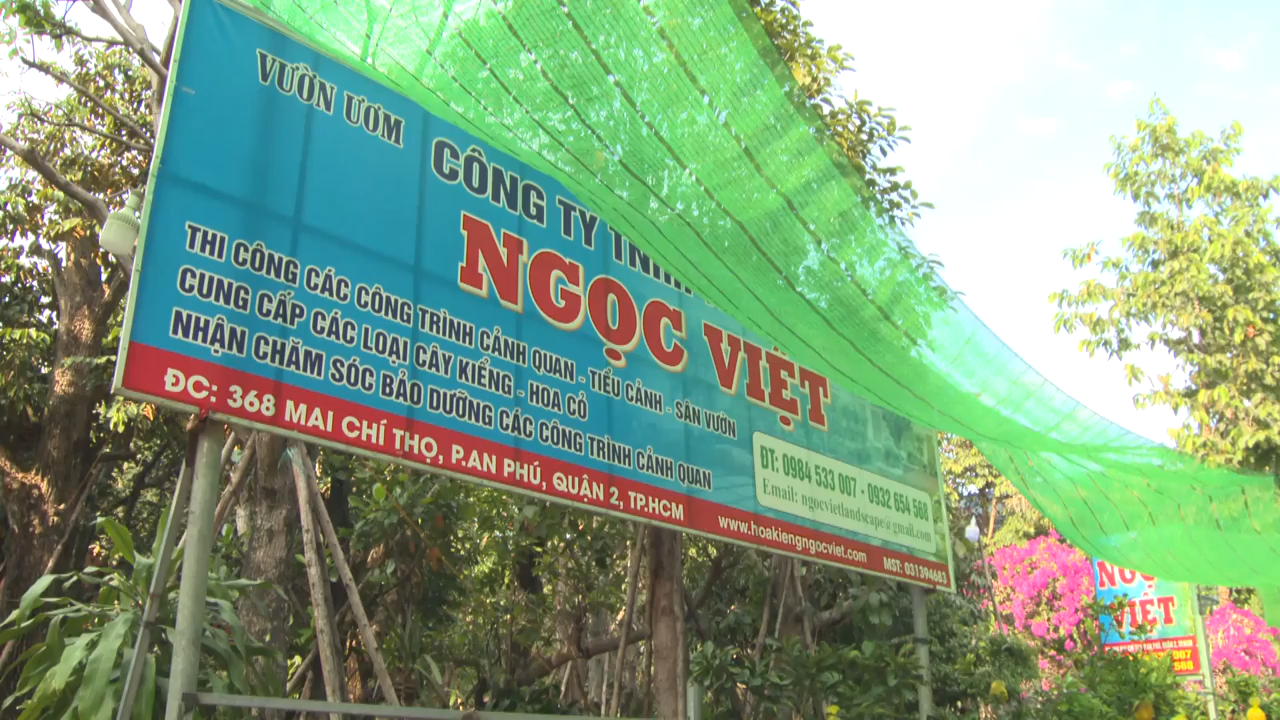 VƯỜN ƯƠM
CÔNG TY TNHH
NGỌC VIỆT
THI CÔNG CÁC CÔNG TRÌNH CẢNH QUAN - TIỂU CẢNH - SÂN VƯỜN
CUNG CẤP CÁC LOẠI CÂY KIỂNG - HOA CỎ
NHẬN CHĂM SÓC BẢO DƯỠNG CÁC CÔNG TRÌNH CẢNH QUAN
ĐT: 0984 533 007 - 0932 654 568
Email: ngocvietlandscape@gmail.com
ĐC: 368 MAI CHÍ THỌ, P.AN PHÚ, QUẬN 2, TP.HCM
www.hoakiengngocviet.com
MST: 031394683
NGỌC
VIỆT